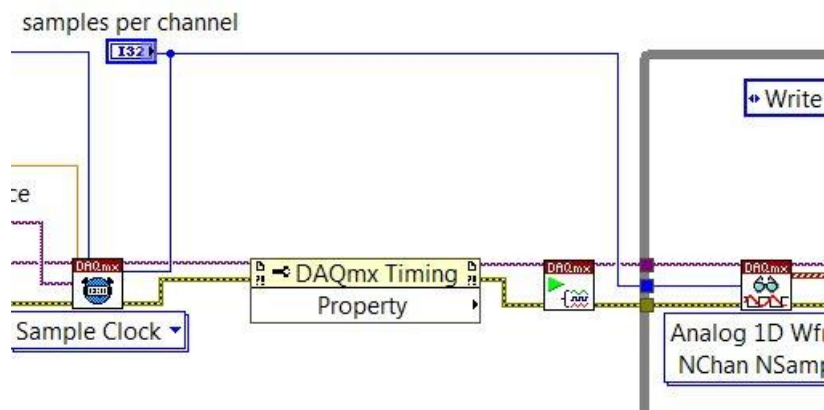 samples per channel
I32
Write
ce
DAQmx
DAQmx Timing
DAQmx
DAQmx
Property
Sample Clock
Analog 1D Wf
NChan NSamp